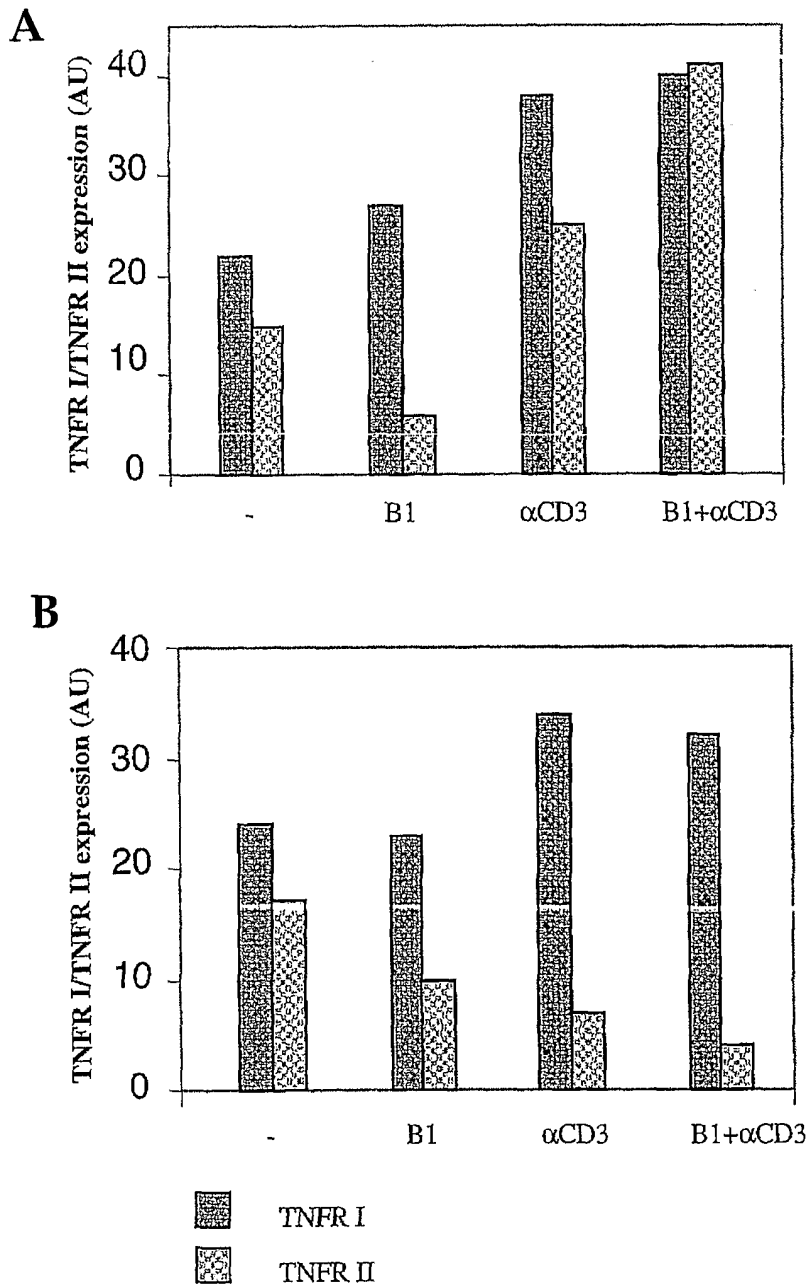 A
TNFR I/TNFR II expression (AU)
40
30
20
10
0
- B1 αCD3 B1+αCD3
B
TNFR I/TNFR II expression (AU)
40
30
20
10
0
- B1 αCD3 B1+αCD3
TNFR I
TNFR II